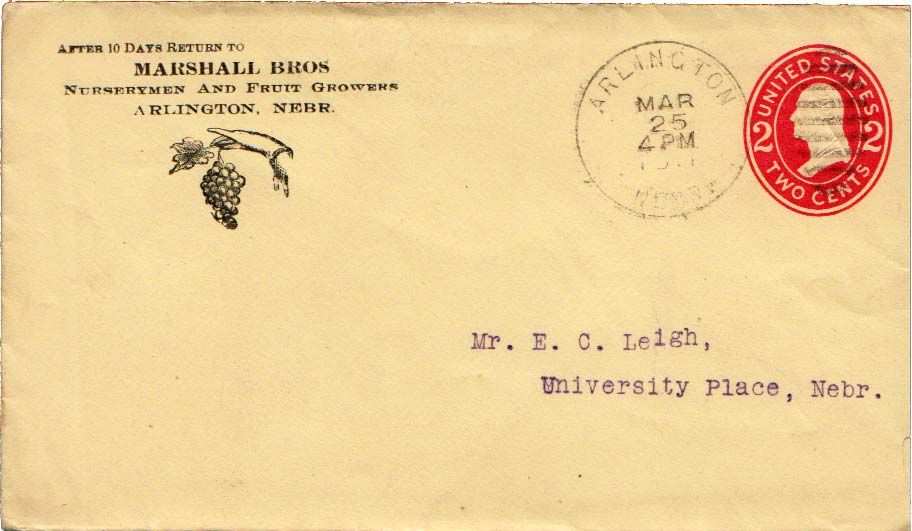 AFTER 10 DAYS RETURN TO
MARSHALL BROS
NURSERYMEN AND FRUIT GROWERS
ARLINGTON, NEBR.
ARLINGTON
MAR
25
4 PM
NEBR
UNITED STATES
2 2
TWO CENTS
Mr. E. C. Leigh,
University Place, Nebr.